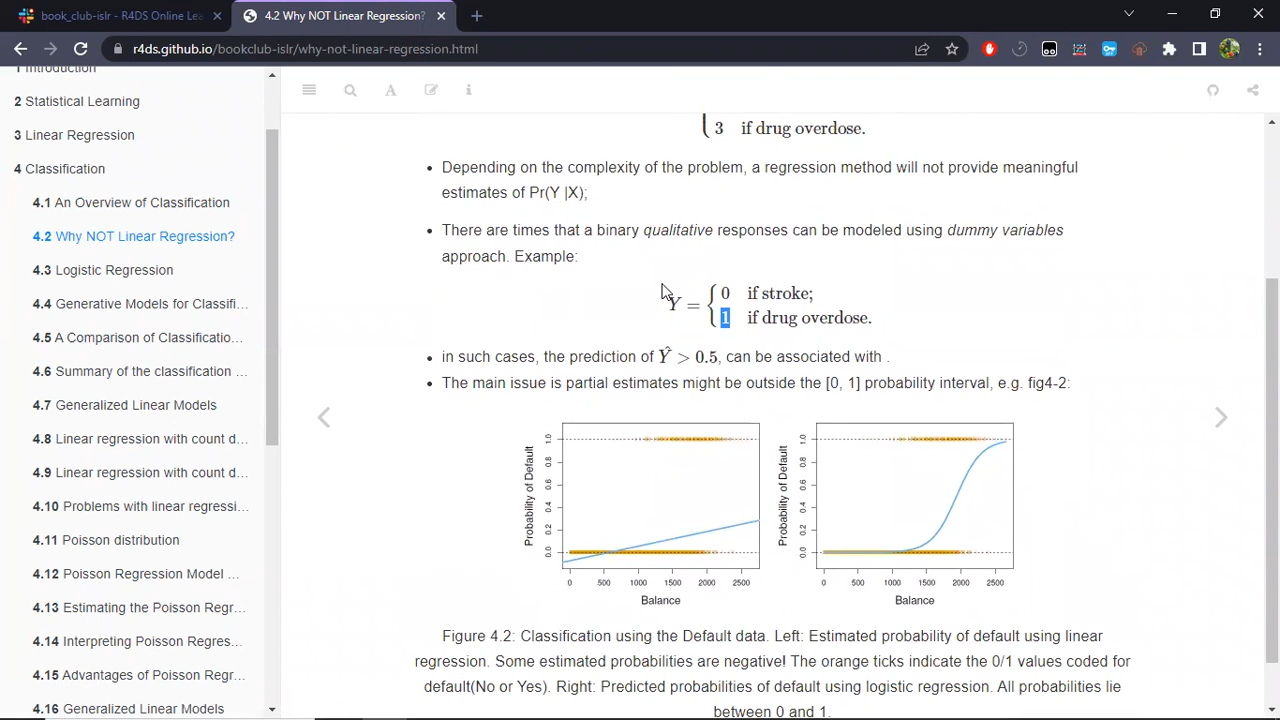 book_club-islr - R4DS Online Lea
4.2 Why NOT Linear Regression?
r4ds.github.io/bookclub-islr/why-not-linear-regression.html
1 Introduction
2 Statistical Learning
3 Linear Regression
4 Classification
4.1 An Overview of Classification
4.2 Why NOT Linear Regression?
4.3 Logistic Regression
4.4 Generative Models for Classifi...
4.5 A Comparison of Classificatio...
4.6 Summary of the classification ...
4.7 Generalized Linear Models
4.8 Linear regression with count d...
4.9 Linear regression with count d...
4.10 Problems with linear regressi...
4.11 Poisson distribution
4.12 Poisson Regression Model ...
4.13 Estimating the Poisson Regr...
4.14 Interpreting Poisson Regres...
4.15 Advantages of Poisson Regr...
4.16 Generalized Linear Models
3 if drug overdose.
• Depending on the complexity of the problem, a regression method will not provide meaningful
estimates of Pr(Y |X);
• There are times that a binary qualitative responses can be modeled using dummy variables
approach. Example:
Y = { 0 if stroke;
1 if drug overdose.
• in such cases, the prediction of Ŷ > 0.5, can be associated with .
• The main issue is partial estimates might be outside the [0, 1] probability interval, e.g. fig4-2:
Probability of Default
1.0
0.8
0.6
0.4
0.2
0.0
0 500 1000 1500 2000 2500
Balance
Probability of Default
1.0
0.8
0.6
0.4
0.2
0.0
0 500 1000 1500 2000 2500
Balance
Figure 4.2: Classification using the Default data. Left: Estimated probability of default using linear
regression. Some estimated probabilities are negative! The orange ticks indicate the 0/1 values coded for
default(No or Yes). Right: Predicted probabilities of default using logistic regression. All probabilities lie
between 0 and 1.